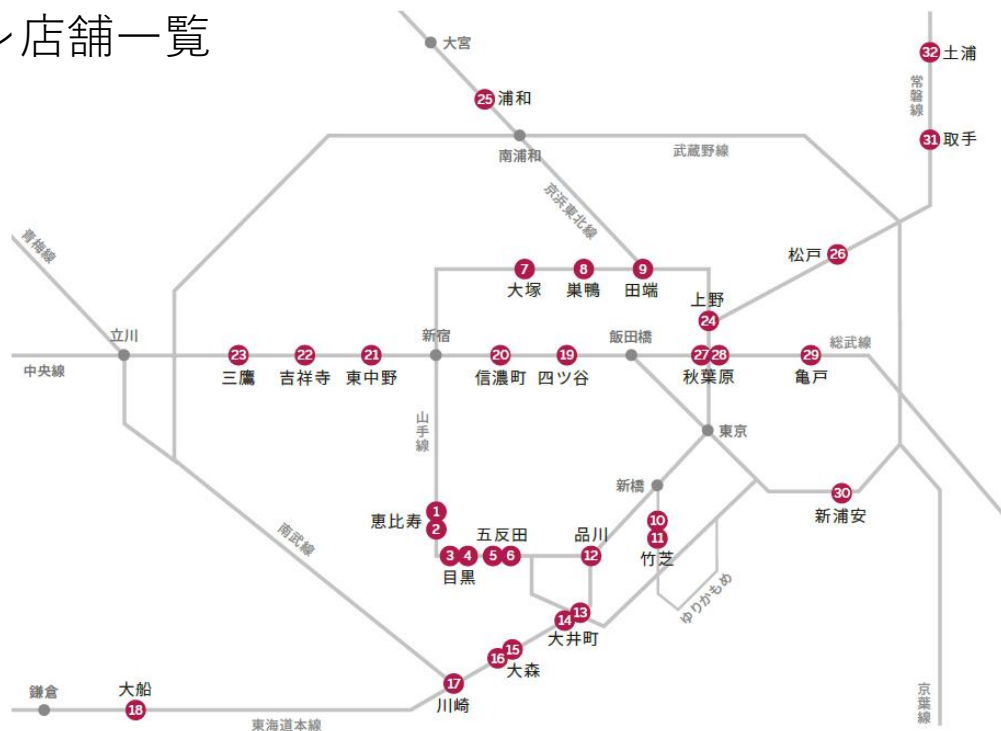 店舗一覧
大宮
32 土浦
常磐線
25 浦和
31 取手
南浦和
武蔵野線
京浜東北線
青梅線
松戸 26
7 8 9
大塚 巣鴨 田端
上野
24
立川
新宿
飯田橋
総武線
23 22 21 20 19 27 28 29
中央線
三鷹 吉祥寺 東中野 信濃町 四ツ谷 秋葉原 亀戸
山手線
東京
新橋
30
新浦安
恵比寿
1
2
10
11
竹芝
五反田
品川
3 4 5 6 12
目黒
南武線
ゆりかもめ
14 13
大井町
16 15
大森
17
川崎
鎌倉
大船
18
東海道本線
京葉線